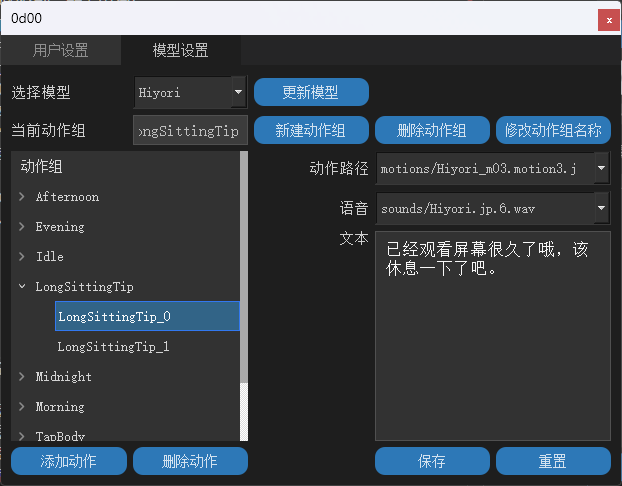 0d00
x
用户设置
模型设置
选择模型
Hiyori
更新模型
当前动作组
ongSittingTip
新建动作组
删除动作组
修改动作组名称
动作组
Afternoon
Evening
Idle
LongSittingTip
LongSittingTip_0
LongSittingTip_1
Midnight
Morning
TapBody
动作路径
motions/Hiyori_m03.motion3.j
语音
sounds/Hiyori.jp.6.wav
文本
已经观看屏幕很久了哦，该
休息一下了吧。
添加动作
删除动作
保存
重置